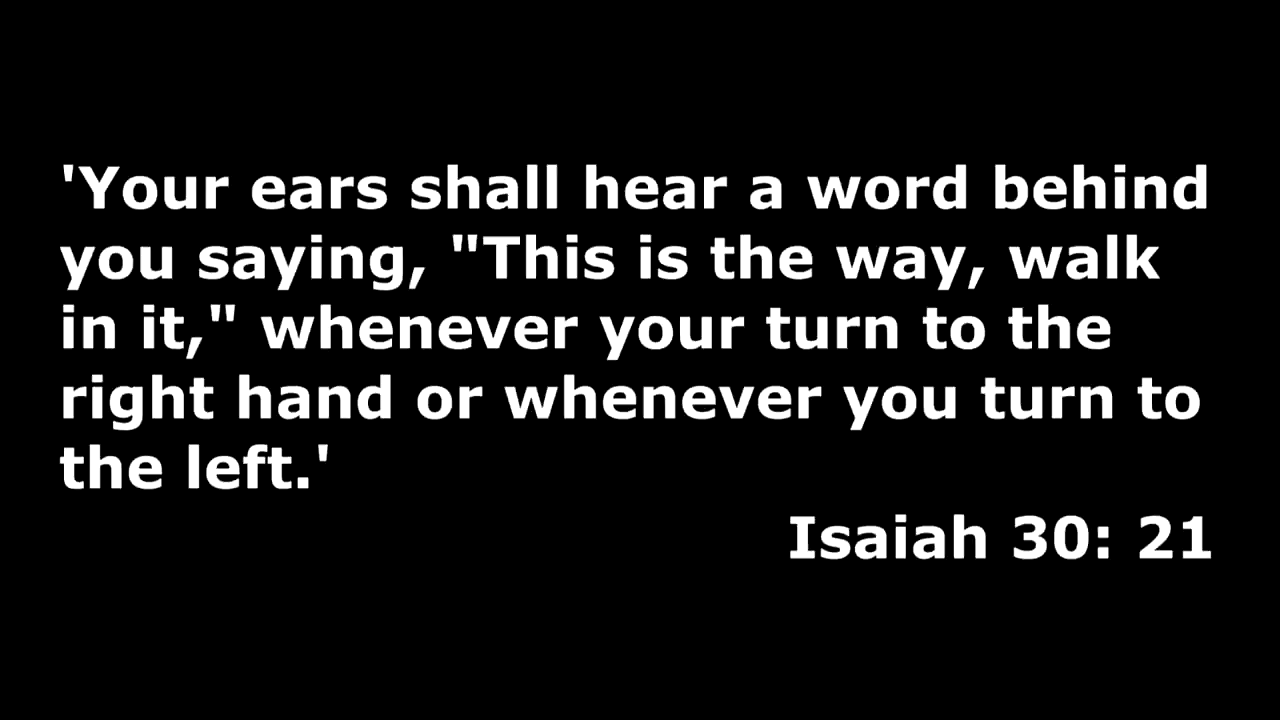 'Your ears shall hear a word behind
you saying, "This is the way, walk
in it," whenever your turn to the
right hand or whenever you turn to
the left.'
Isaiah 30: 21